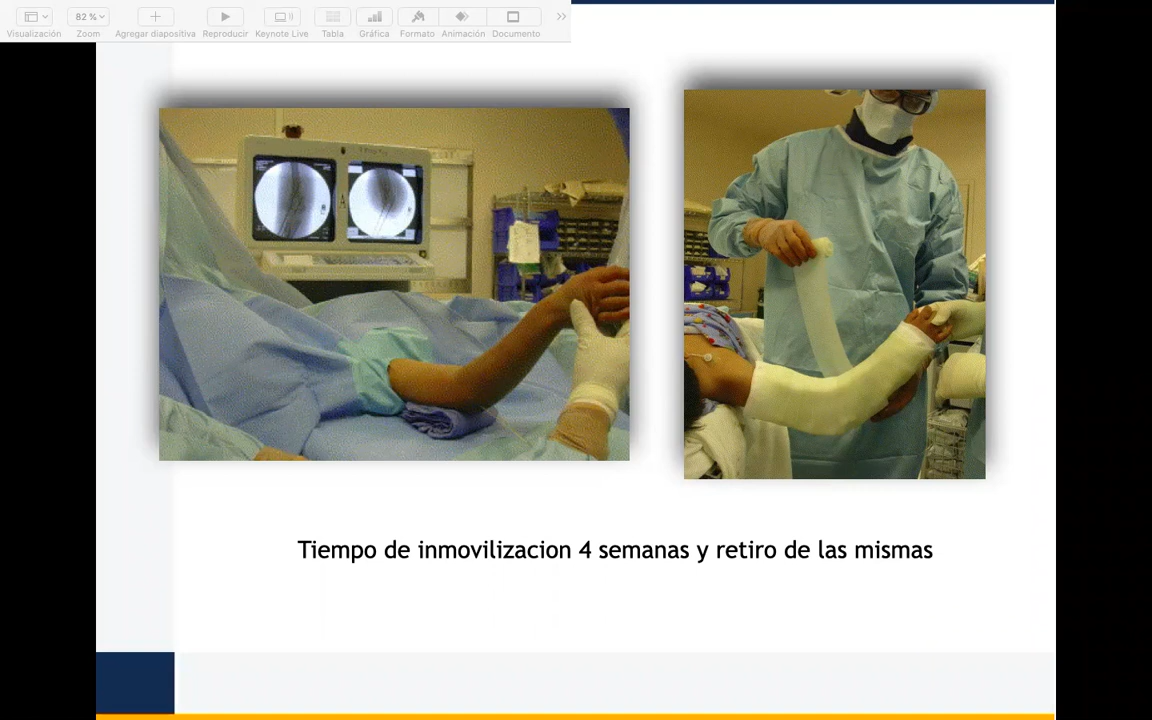 82 %
Visualización Zoom Agregar diapositiva Reproducir Keynote Live Tabla Gráfica Formato Animación Documento
A
Tiempo de inmovilizacion 4 semanas y retiro de las mismas